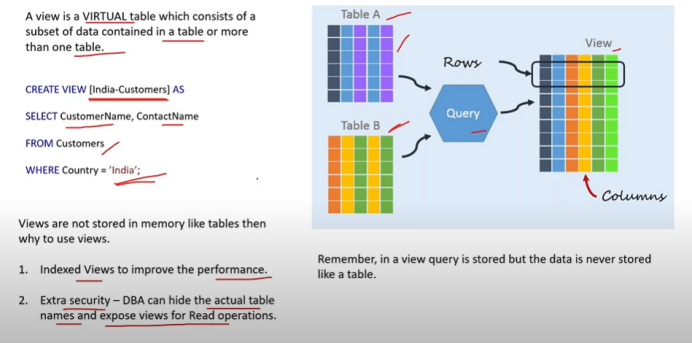 A view is a VIRTUAL table which consists of a
subset of data contained in a table or more
than one table.
CREATE VIEW [India-Customers] AS
SELECT CustomerName, ContactName
FROM Customers
WHERE Country = 'India';
Views are not stored in memory like tables then
why to use views.
1. Indexed Views to improve the performance.
2. Extra security – DBA can hide the actual table
names and expose views for Read operations.
Table A
Table B
Query
Rows
View
Columns
Remember, in a view query is stored but the data is never stored
like a table.